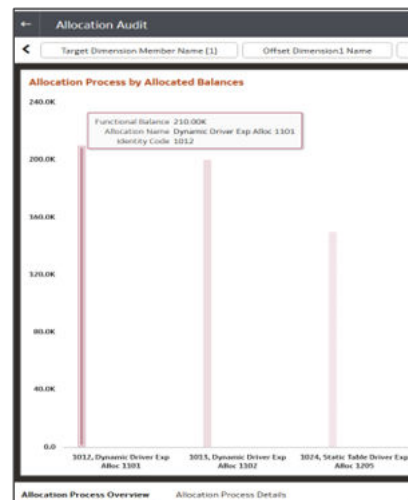 Allocation Audit
Target Dimension Member Name (1)
Offset Dimension1 Name
Allocation Process by Allocated Balances
240.0K
Functional Balance 210.00K
Allocation Name Dynamic Driver Exp Alloc 1101
Identity Code 1012
200.0K
160.0K
120.0K
80.0K
40.0K
0.0
1012, Dynamic Driver Exp Alloc 1101
1013, Dynamic Driver Exp Alloc 1102
1024, Static Table Driver Exp Alloc 1205
Allocation Process Overview
Allocation Process Details